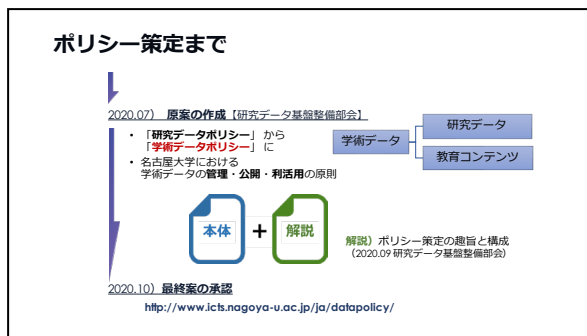 ポリシー策定まで
2020.07） 原案の作成【研究データ基盤整備部会】
• 「研究データポリシー」 から
「学術データポリシー」 に
• 名古屋大学における
学術データの管理・公開・利活用の原則
学術データ
研究データ
教育コンテンツ
本体 + 解説
解説）ポリシー策定の趣旨と構成
（2020.09 研究データ基盤整備部会）
2020.10）最終案の承認
http://www.icts.nagoya-u.ac.jp/ja/datapolicy/